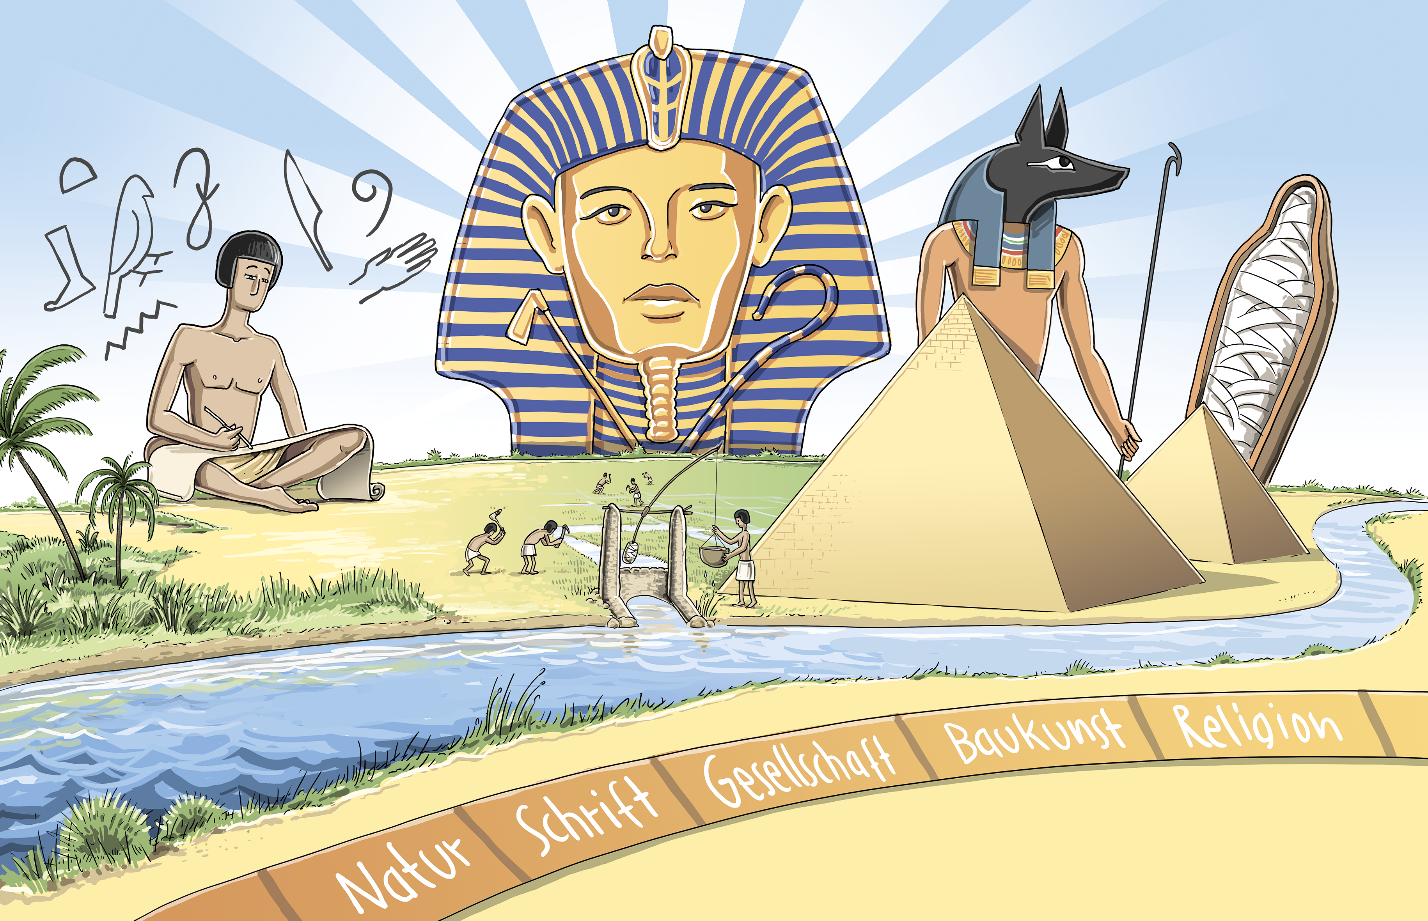 Natur
Schrift
Gesellschaft
Baukunst
Religion